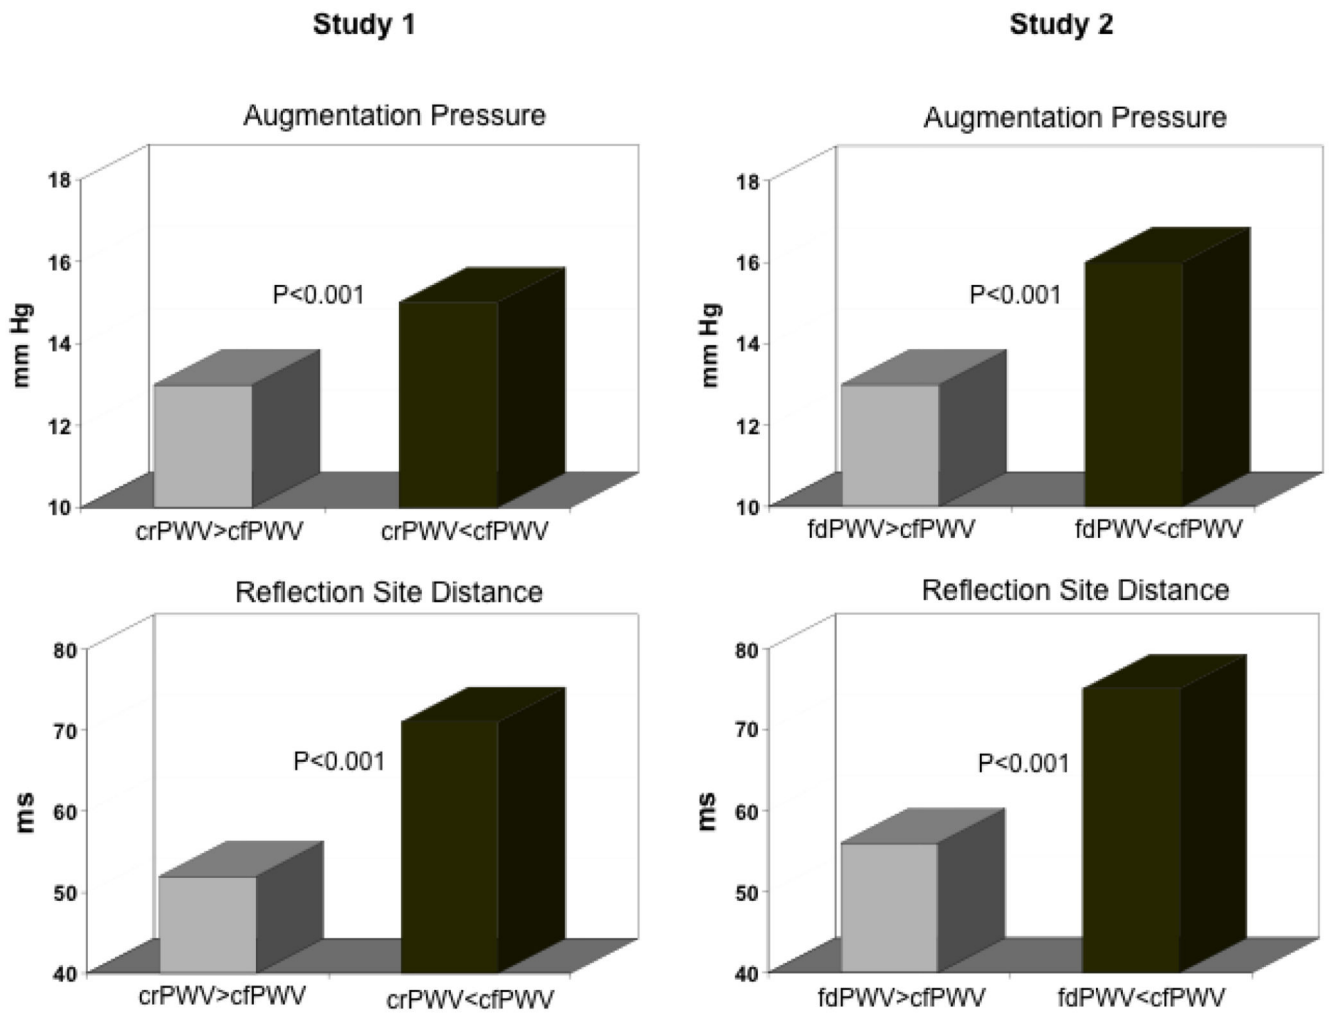 Study 1
Study 2
Augmentation Pressure
18
16
14
12
10
mm Hg
P<0.001
crPWV>cfPWV
crPWV<cfPWV
Augmentation Pressure
18
16
14
12
10
mm Hg
P<0.001
fdPWV>cfPWV
fdPWV<cfPWV
Reflection Site Distance
80
70
60
50
40
ms
P<0.001
crPWV>cfPWV
crPWV<cfPWV
Reflection Site Distance
80
70
60
50
40
ms
P<0.001
fdPWV>cfPWV
fdPWV<cfPWV